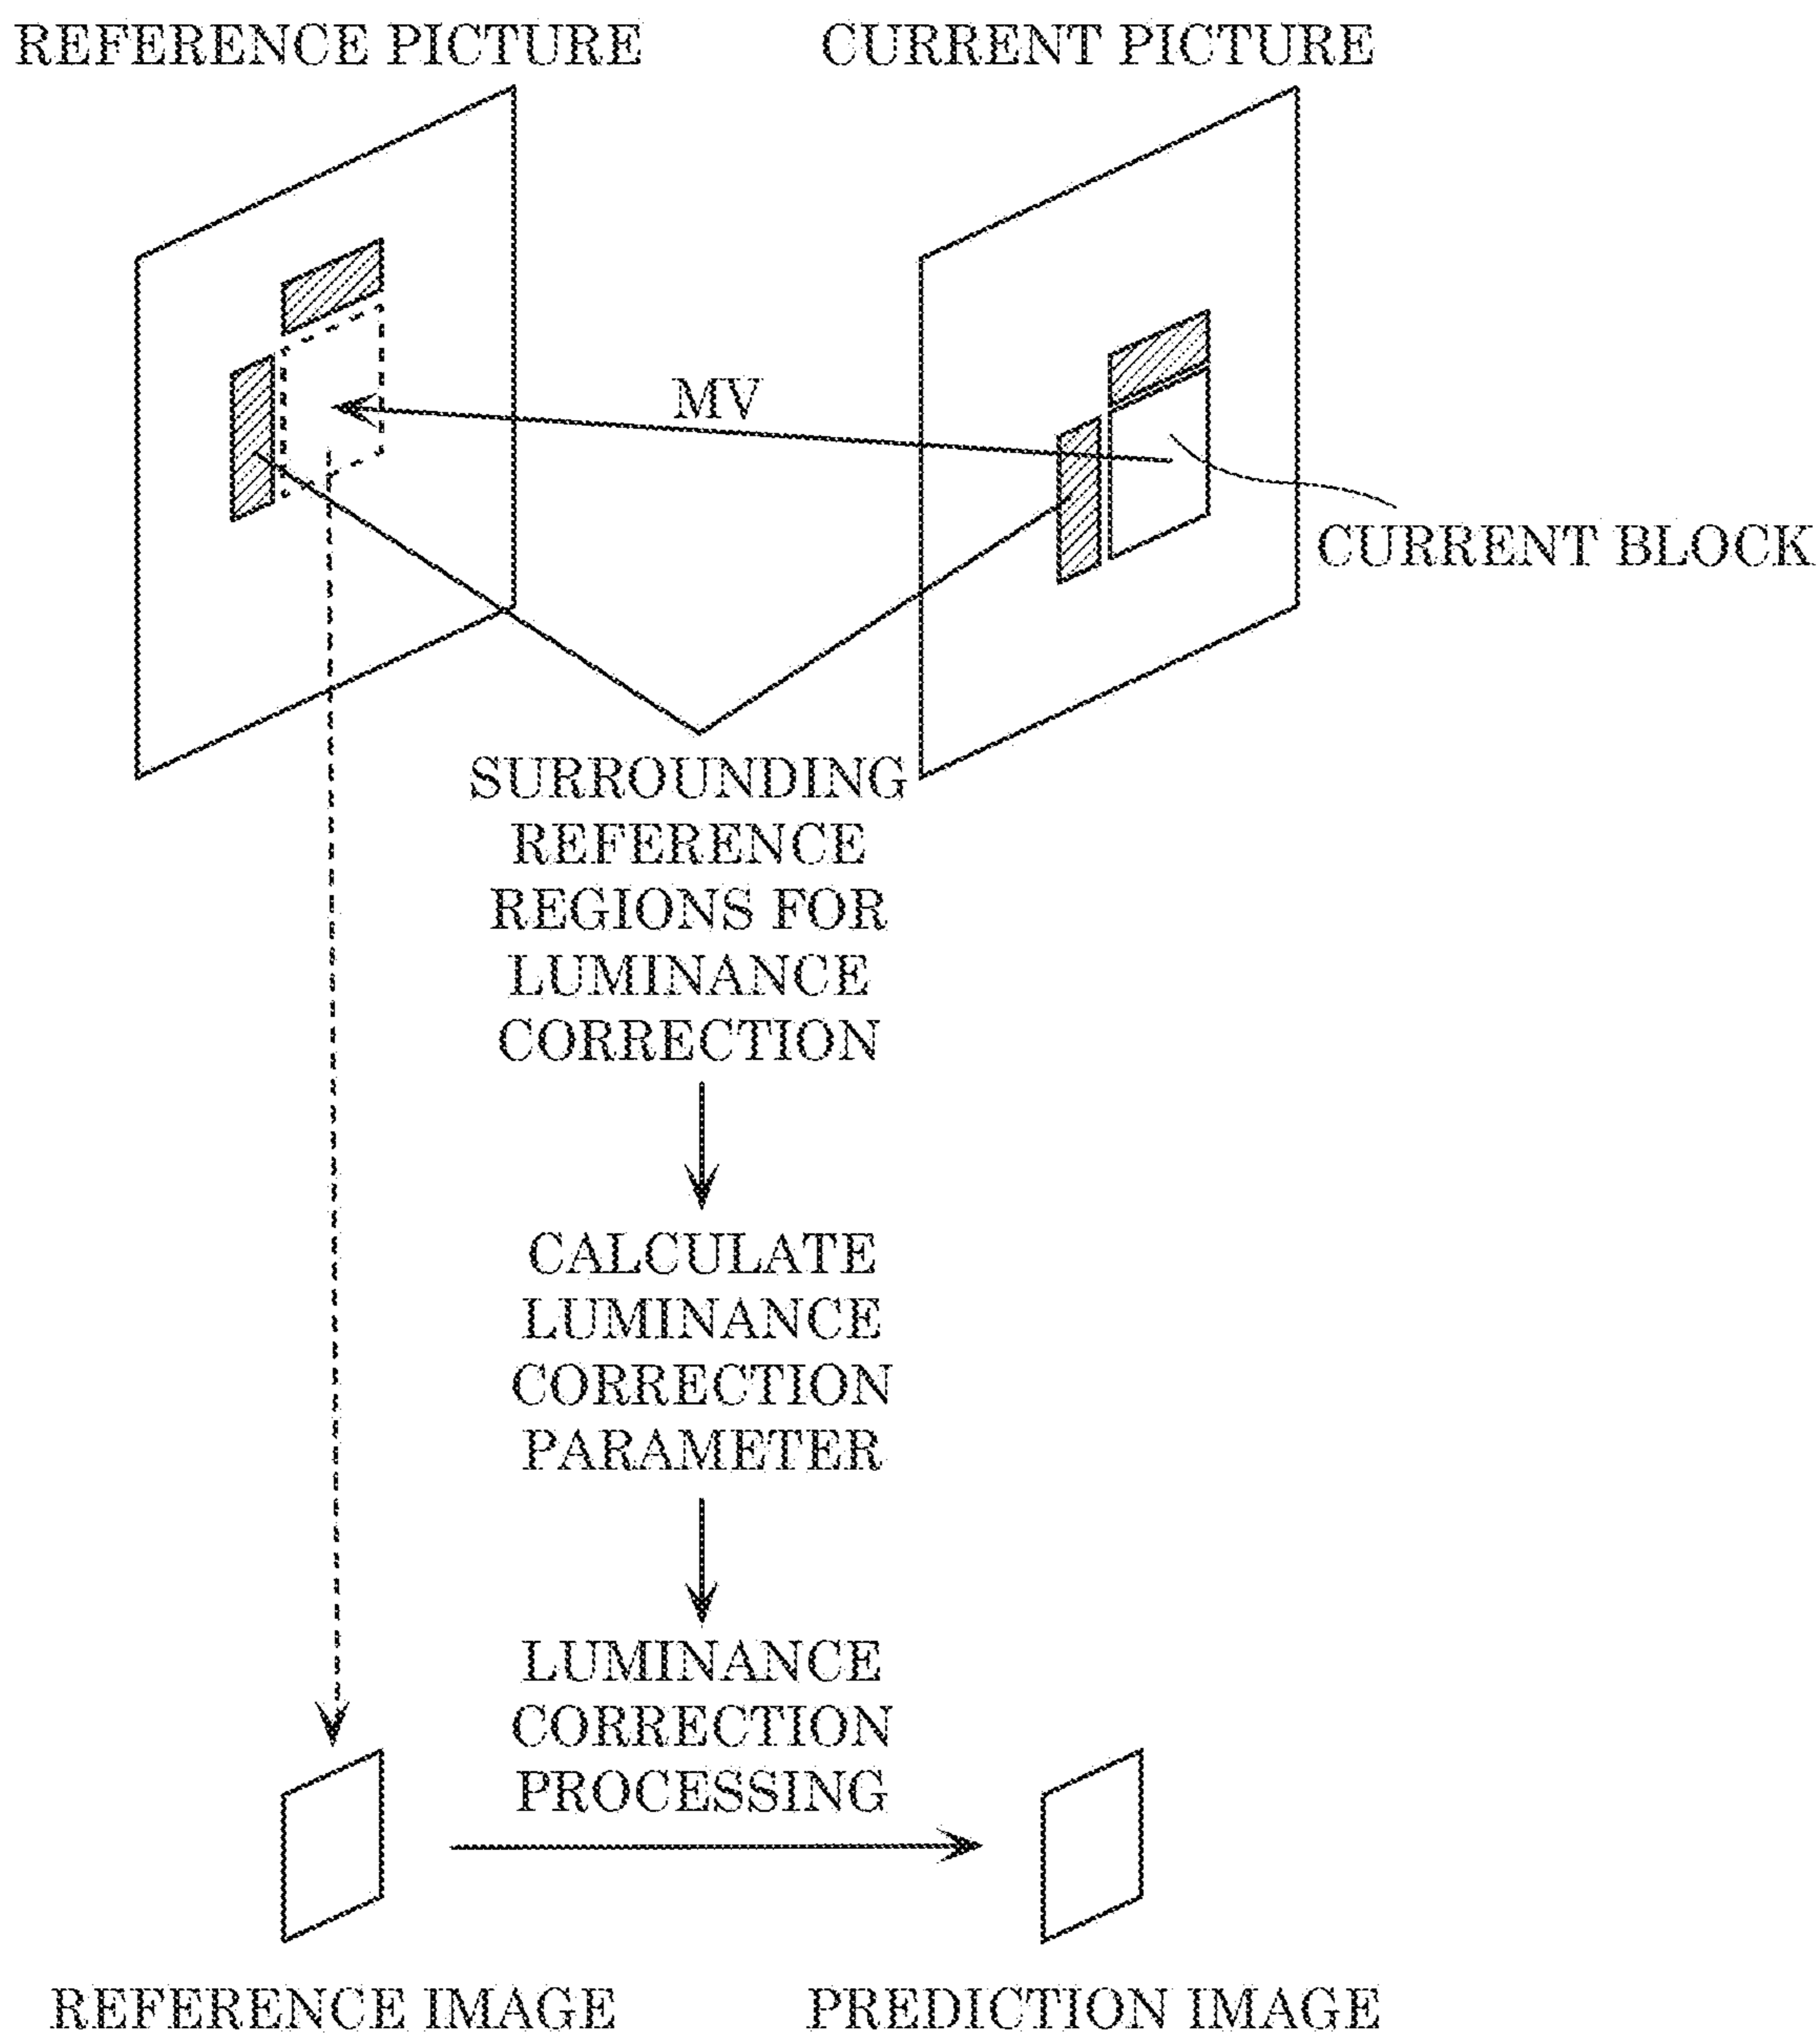 REFERENCE PICTURE
CURRENT PICTURE
MV
CURRENT BLOCK
SURROUNDING
REFERENCE
REGIONS FOR
LUMINANCE
CORRECTION
CALCULATE
LUMINANCE
CORRECTION
PARAMETER
LUMINANCE
CORRECTION
PROCESSING
REFERENCE IMAGE
PREDICTION IMAGE